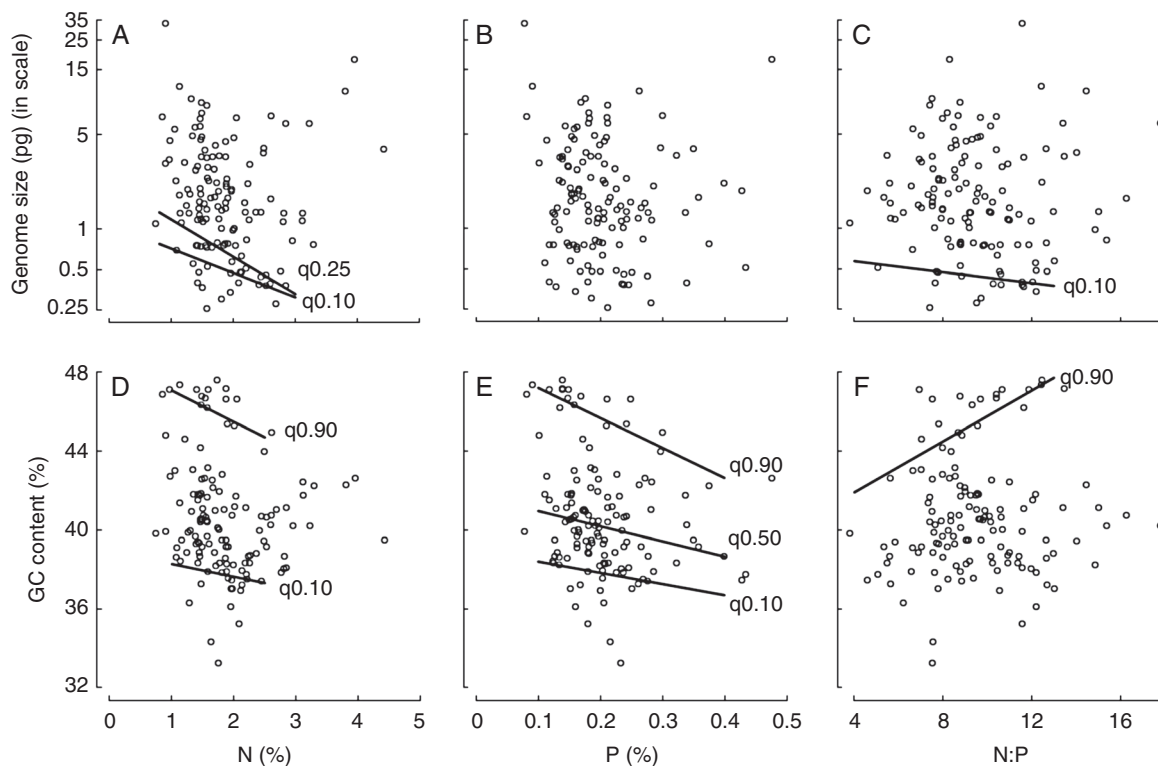 A
B
C
Genome size (pg) (in scale)
35
25
15
5
1
0.5
0.25
q0.25
q0.10
q0.10
D
E
F
GC content (%)
48
44
40
36
32
q0.90
q0.10
q0.90
q0.50
q0.10
q0.90
0 1 2 3 4 5
0 0.1 0.2 0.3 0.4 0.5
4 8 12 16
N (%)
P (%)
N:P